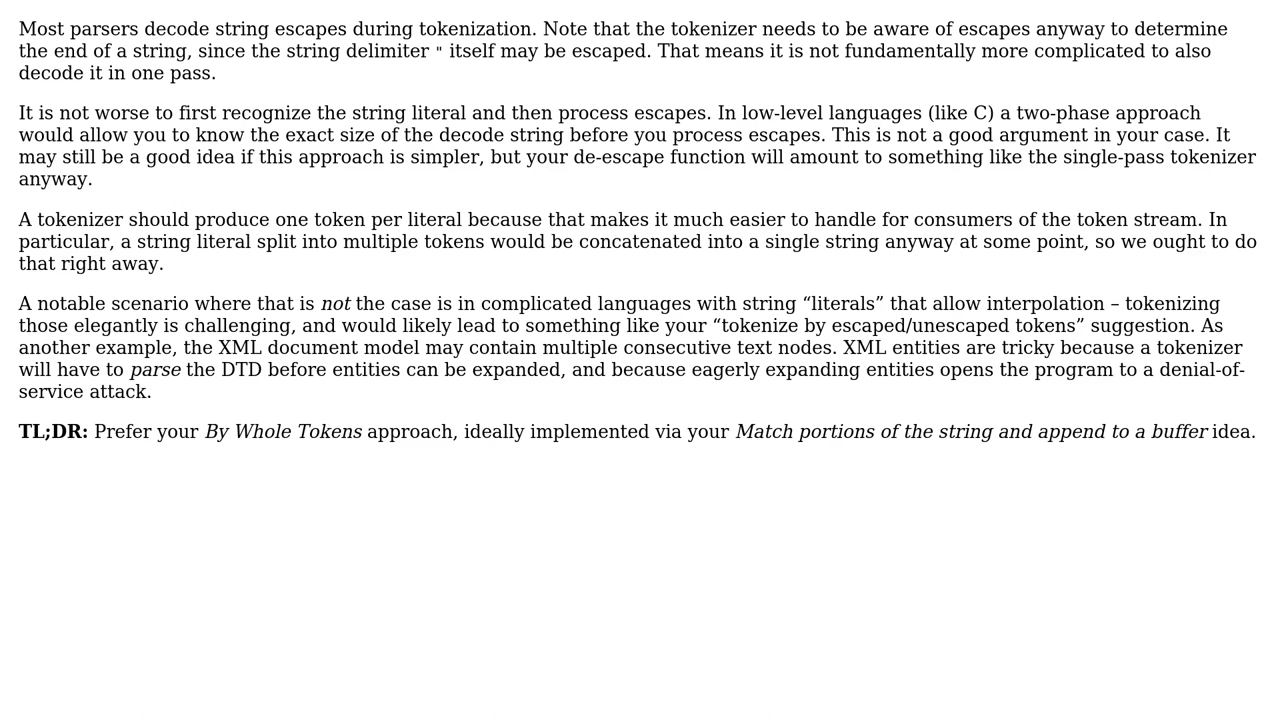 Most parsers decode string escapes during tokenization. Note that the tokenizer needs to be aware of escapes anyway to determine
the end of a string, since the string delimiter " itself may be escaped. That means it is not fundamentally more complicated to also
decode it in one pass.
It is not worse to first recognize the string literal and then process escapes. In low-level languages (like C) a two-phase approach
would allow you to know the exact size of the decode string before you process escapes. This is not a good argument in your case. It
may still be a good idea if this approach is simpler, but your de-escape function will amount to something like the single-pass tokenizer
anyway.
A tokenizer should produce one token per literal because that makes it much easier to handle for consumers of the token stream. In
particular, a string literal split into multiple tokens would be concatenated into a single string anyway at some point, so we ought to do
that right away.
A notable scenario where that is not the case is in complicated languages with string “literals” that allow interpolation – tokenizing
those elegantly is challenging, and would likely lead to something like your “tokenize by escaped/unescaped tokens” suggestion. As
another example, the XML document model may contain multiple consecutive text nodes. XML entities are tricky because a tokenizer
will have to parse the DTD before entities can be expanded, and because eagerly expanding entities opens the program to a denial-of-
service attack.
TL;DR: Prefer your By Whole Tokens approach, ideally implemented via your Match portions of the string and append to a buffer idea.